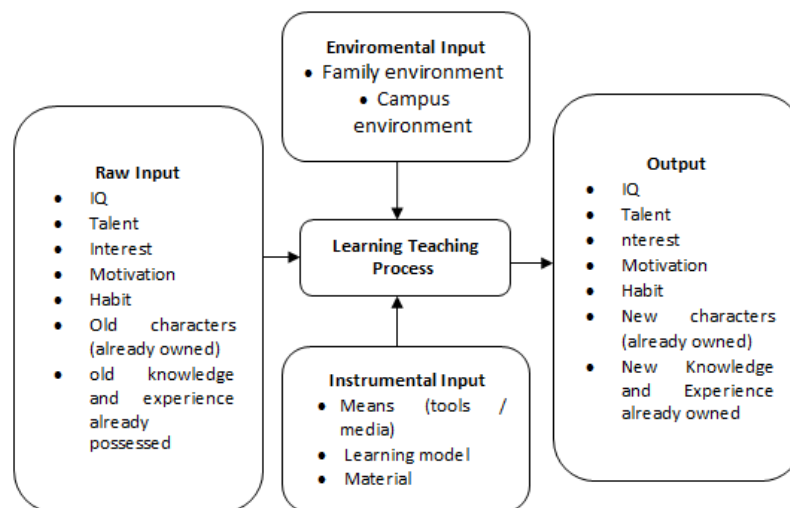 Enviromental Input
• Family environment
• Campus
environment
Raw Input
• IQ
• Talent
• Interest
• Motivation
• Habit
• Old characters
(already owned)
• old knowledge
and experience
already
possessed
Learning Teaching
Process
Instrumental Input
• Means (tools /
media)
• Learning model
• Material
Output
• IQ
• Talent
• nterest
• Motivation
• Habit
• New characters
(already owned)
• New Knowledge
and Experience
already owned